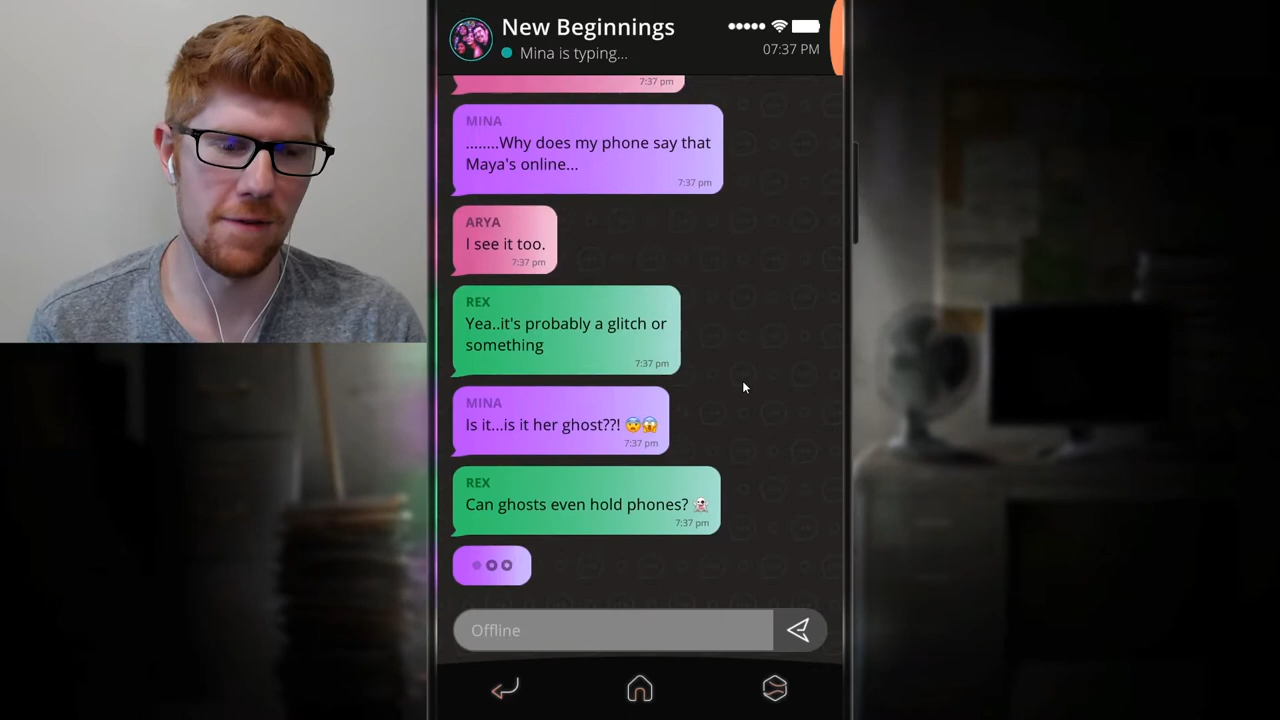 New Beginnings
Mina is typing...
07:37 PM
7:37 pm
MINA
........Why does my phone say that
Maya's online...
7:37 pm
ARYA
I see it too.
7:37 pm
REX
Yea..it's probably a glitch or
something
7:37 pm
MINA
Is it...is it her ghost??! 😨😱
7:37 pm
REX
Can ghosts even hold phones? 👻
7:37 pm
Offline